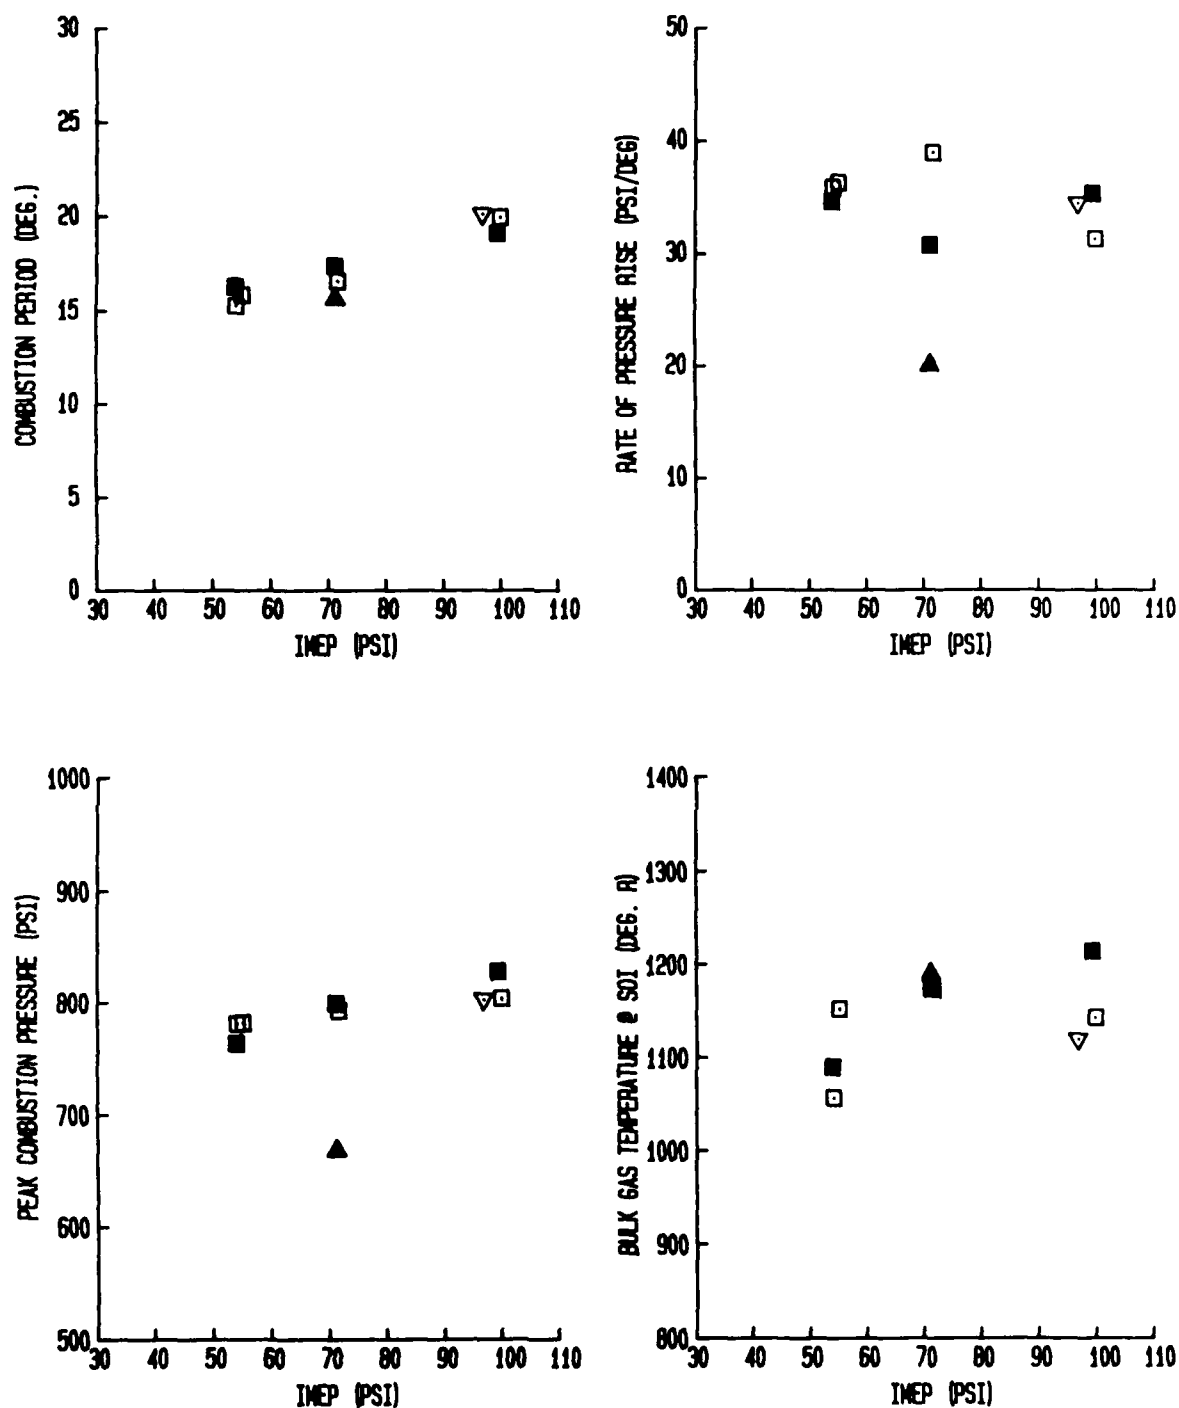 30
25
20
15
10
5
0
COMBUSTION PERIOD (DEG.)
30 40 50 60 70 80 90 100 110
IMEP (PSI)
50
40
30
20
10
0
RATE OF PRESSURE RISE (PSI/DEG)
30 40 50 60 70 80 90 100 110
IMEP (PSI)
1000
900
800
700
600
500
PEAK COMBUSTION PRESSURE (PSI)
30 40 50 60 70 80 90 100 110
IMEP (PSI)
1400
1300
1200
1100
1000
900
800
BULK GAS TEMPERATURE @ SOI (DEG. R)
30 40 50 60 70 80 90 100 110
IMEP (PSI)